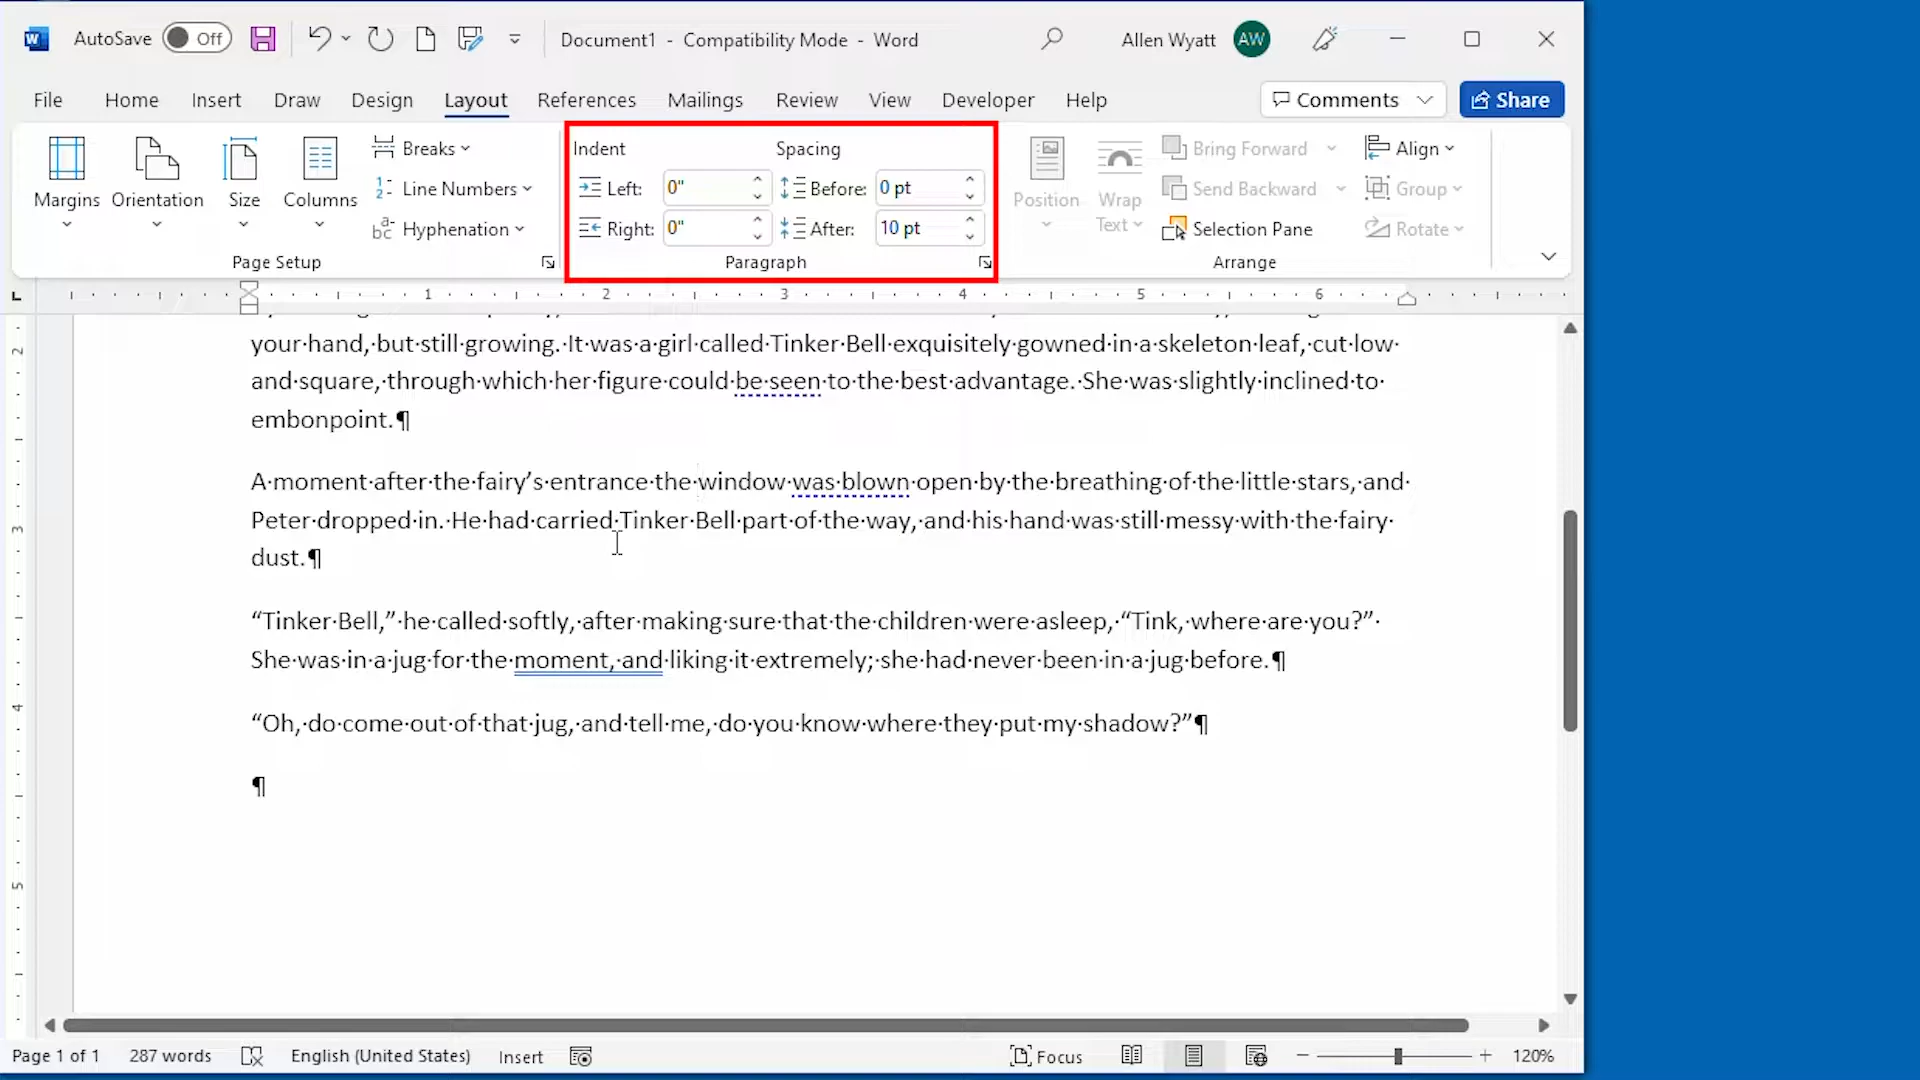 AutoSave Off Document1 - Compatibility Mode - Word Allen Wyatt AW
File Home Insert Draw Design Layout References Mailings Review View Developer Help Comments Share
Margins Orientation Size Columns
Breaks
Line Numbers
Hyphenation
Page Setup
Indent Spacing
Left: 0" Before: 0 pt
Right: 0" After: 10 pt
Paragraph
Position Wrap Text
Bring Forward
Send Backward
Selection Pane
Align
Group
Rotate
Arrange
1 2 3 4 5 6
your·hand,·but·still·growing.·It·was·a·girl·called·Tinker·Bell·exquisitely·gowned·in·a·skeleton·leaf,·cut·low·
and·square,·through·which·her·figure·could·be·seen·to·the·best·advantage.·She·was·slightly·inclined·to·
embonpoint.¶
A·moment·after·the·fairy’s·entrance·the·window·was·blown·open·by·the·breathing·of·the·little·stars,·and·
Peter·dropped·in.·He·had·carried·Tinker·Bell·part·of·the·way,·and·his·hand·was·still·messy·with·the·fairy·
dust.¶
“Tinker·Bell,”·he·called·softly,·after·making·sure·that·the·children·were·asleep,·“Tink,·where·are·you?”·
She·was·in·a·jug·for·the·moment,·and·liking·it·extremely;·she·had·never·been·in·a·jug·before.¶
“Oh,·do·come·out·of·that·jug,·and·tell·me,·do·you·know·where·they·put·my·shadow?”¶
¶
2
3
4
5
Page 1 of 1 287 words English (United States) Insert Focus 120%